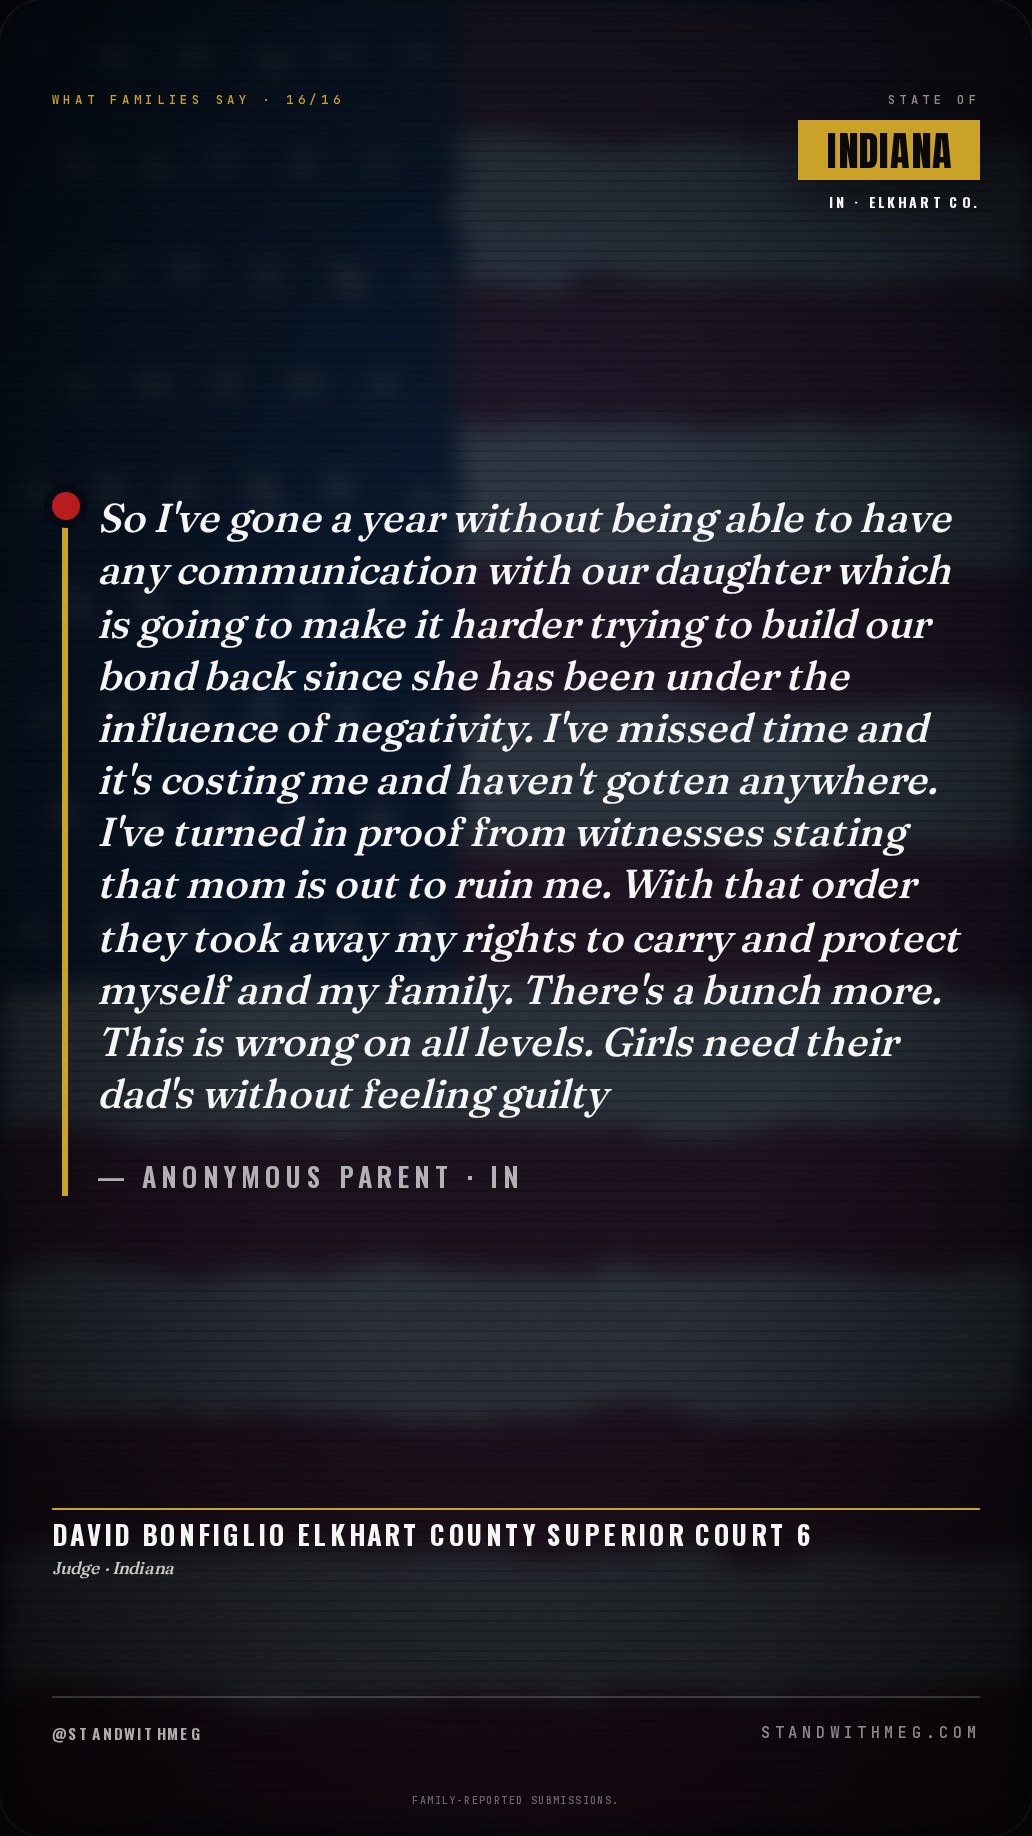 WHAT FAMILIES SAY · 16/16
STATE OF
INDIANA
IN · ELKHART CO.
So I've gone a year without being able to have
any communication with our daughter which
is going to make it harder trying to build our
bond back since she has been under the
influence of negativity. I've missed time and
it's costing me and haven't gotten anywhere.
I've turned in proof from witnesses stating
that mom is out to ruin me. With that order
they took away my rights to carry and protect
myself and my family. There's a bunch more.
This is wrong on all levels. Girls need their
dad's without feeling guilty
— ANONYMOUS PARENT · IN
DAVID BONFIGLIO ELKHART COUNTY SUPERIOR COURT 6
Judge · Indiana
@STANDWITHMEG
STANDWITHMEG.COM
FAMILY-REPORTED SUBMISSIONS.